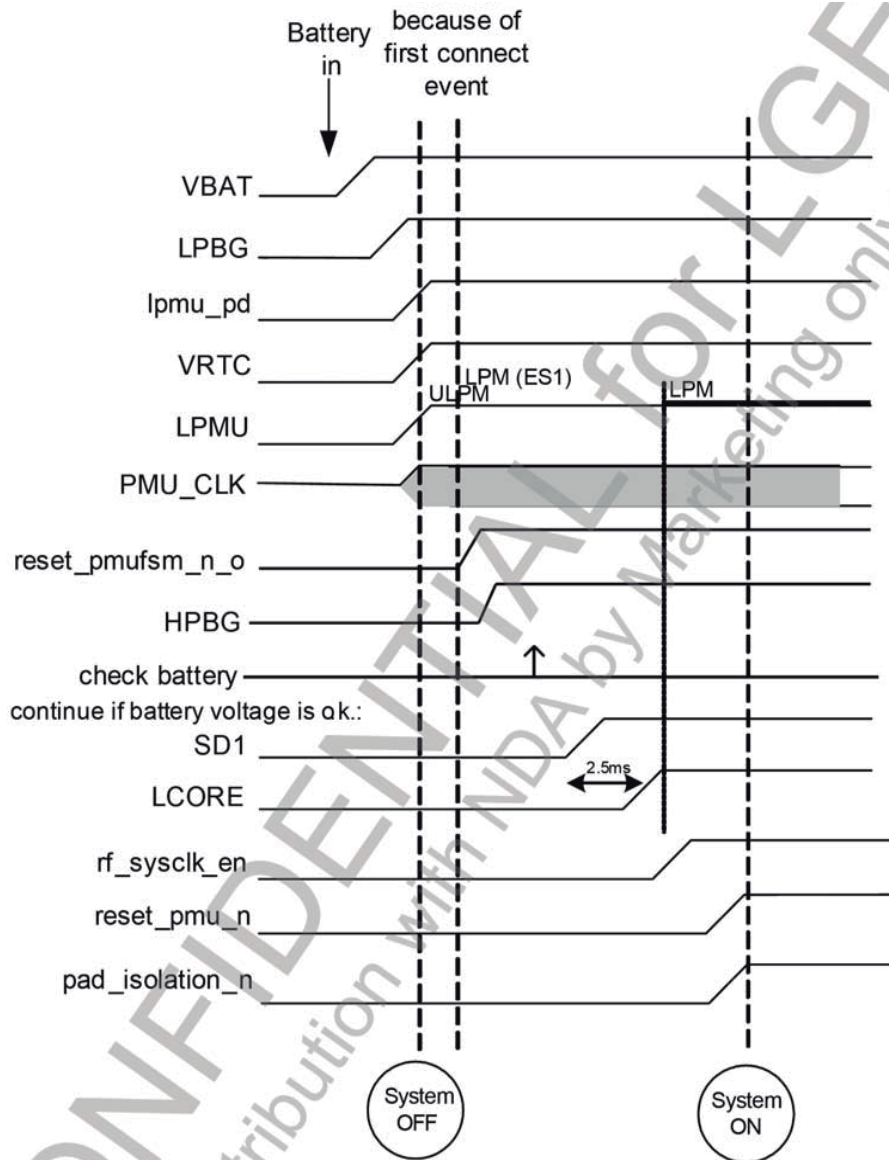 because of
first connect
event
Battery
in
VBAT
LPBG
lpmu_pd
VRTC
LPM (ES1)
ULPM
LPM
LPMU
PMU_CLK
reset_pmufsm_n_o
HPBG
check battery
continue if battery voltage is ok.:
SD1
2.5ms
LCORE
rf_sysclk_en
reset_pmu_n
pad_isolation_n
System
OFF
System
ON
CONFIDENTIAL for LGE
tribution with NDA by Marketing only